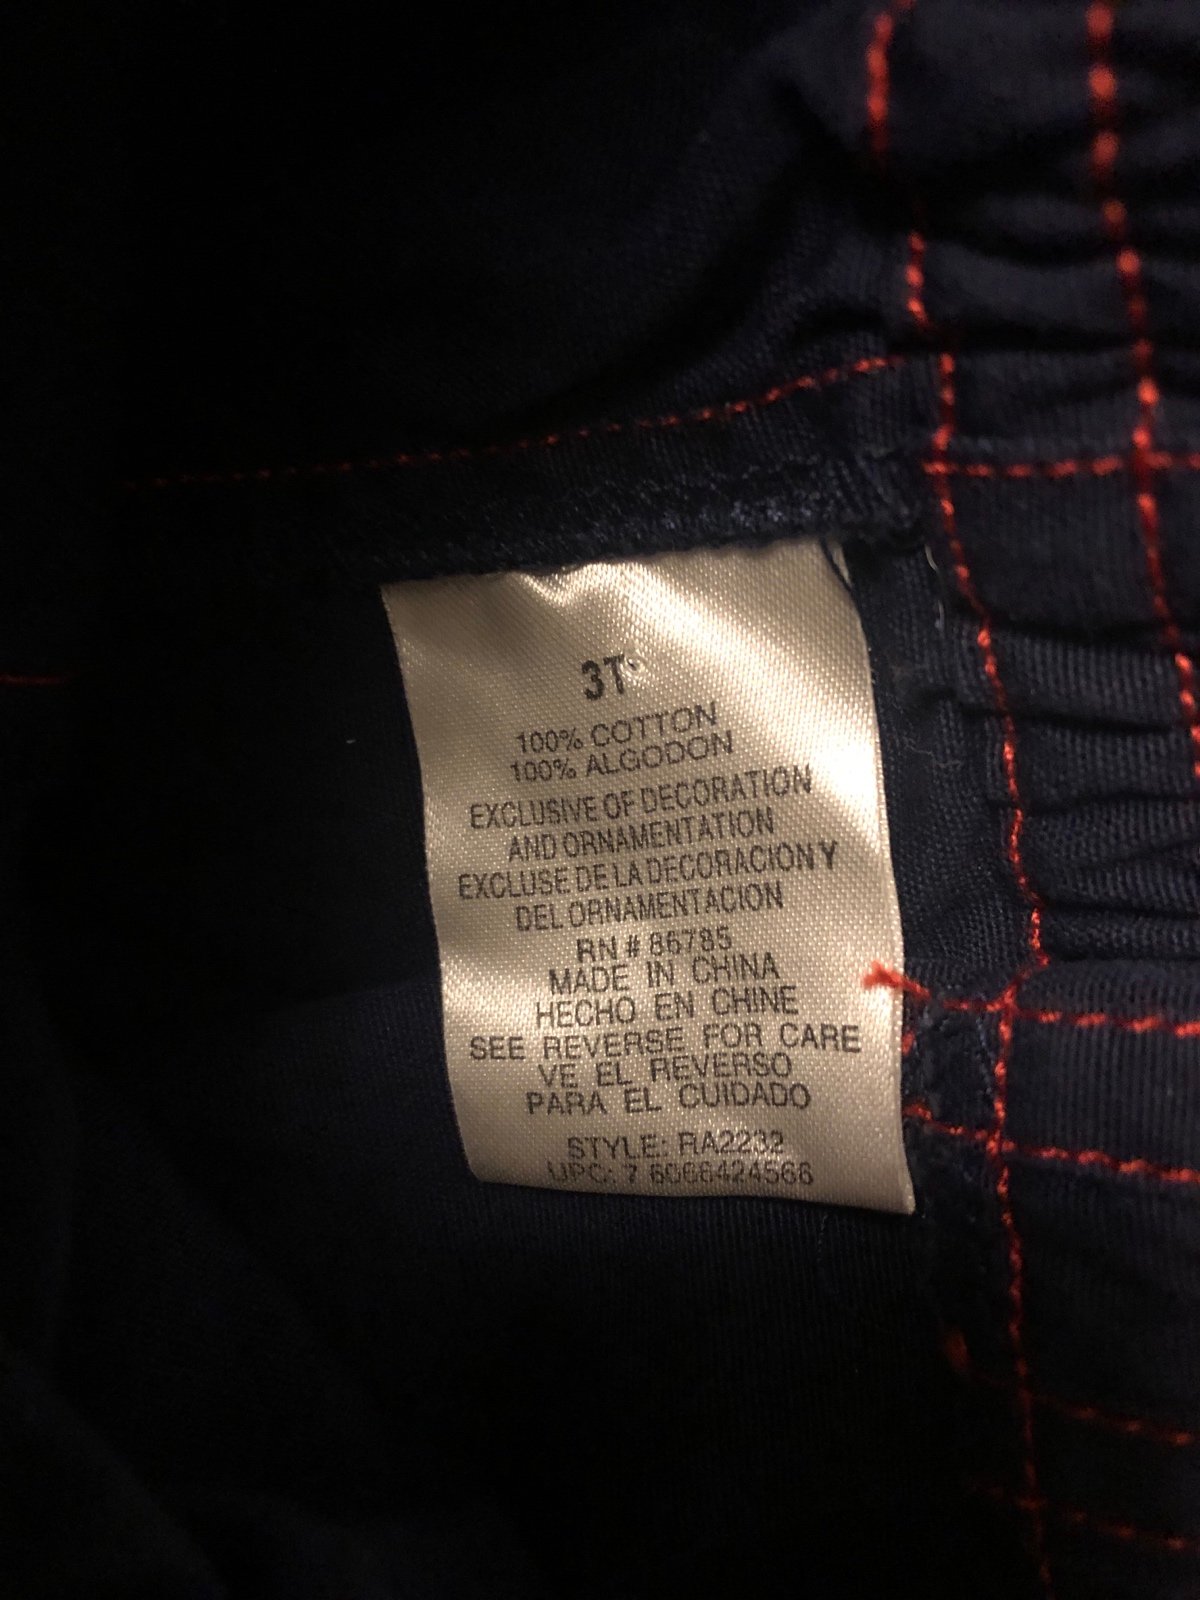 3T
100% COTTON
100% ALGODON
EXCLUSIVE OF DECORATION
AND ORNAMENTATION
EXCLUSE DE LA DECORACION Y
DEL ORNAMENTACION
RN # 86785
MADE IN CHINA
HECHO EN CHINE
SEE REVERSE FOR CARE
VE EL REVERSO
PARA EL CUIDADO
STYLE: RA2232
UPC: 7 6066424566